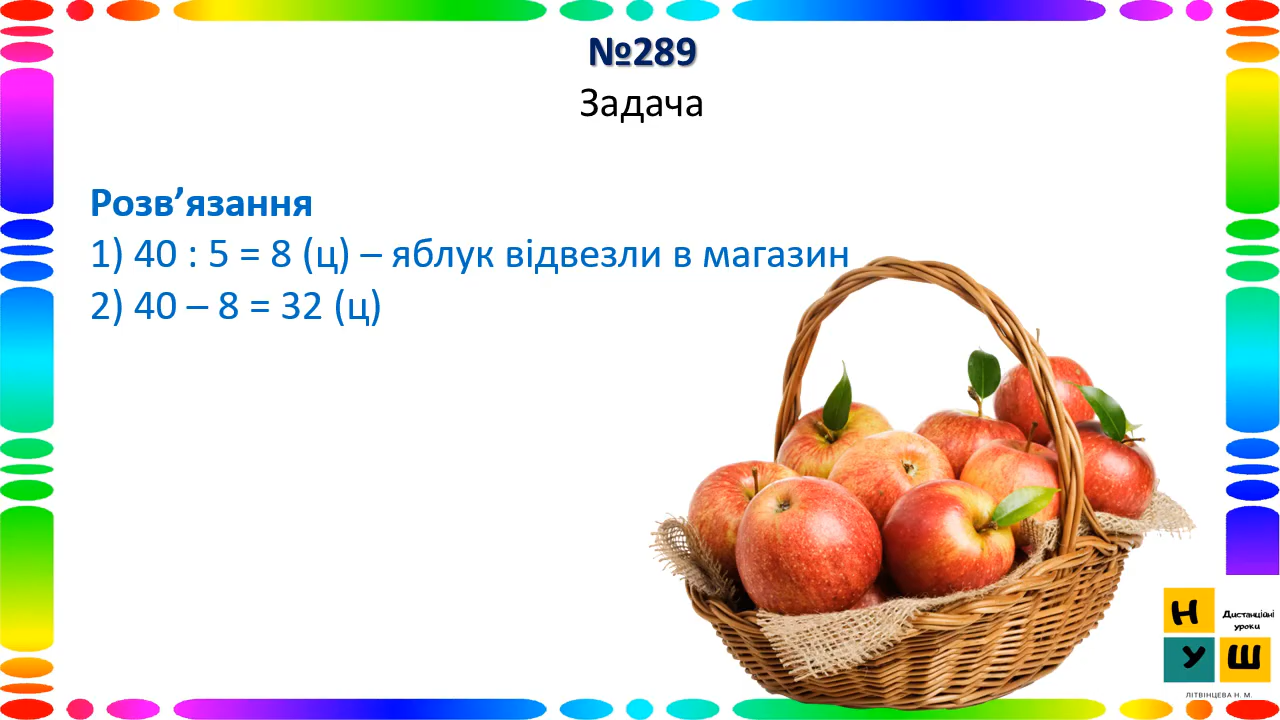 №289
Задача
Розв’язання
1) 40 : 5 = 8 (ц) – яблук відвезли в магазин
2) 40 – 8 = 32 (ц)
Н
Дистанційні
уроки
У Ш
ЛІТВІНЦЕВА Н. М.